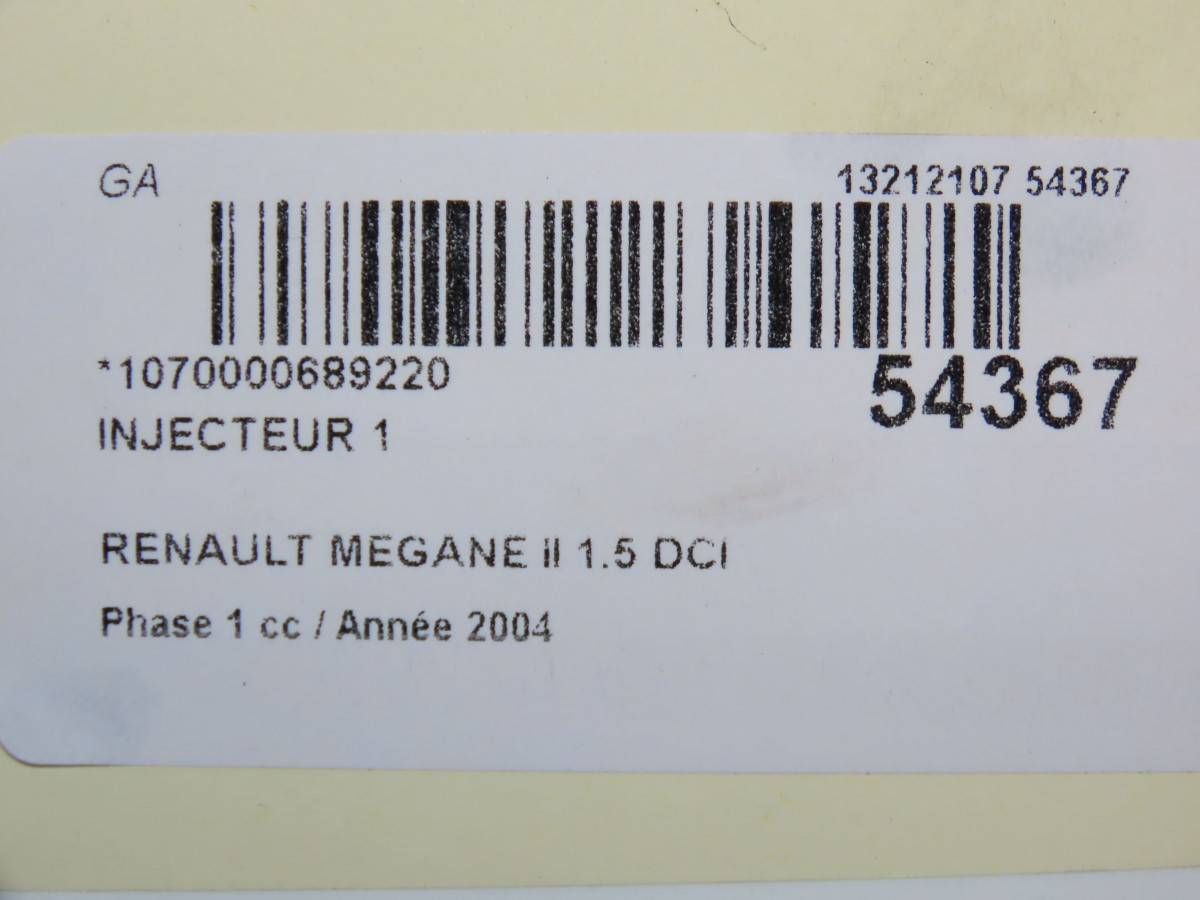 GA
13212107 54367
*1070000689220
54367
INJECTEUR 1
RENAULT MEGANE II 1.5 DCI
Phase 1 cc / Année 2004